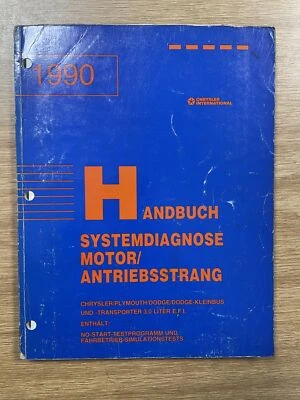 1990
CHRYSLER
INTERNATIONAL
HANDBUCH
SYSTEMDIAGNOSE
MOTOR/
ANTRIEBSSTRANG
CHRYSLER/PLYMOUTH/DODGE/DODGE-KLEINBUS
UND -TRANSPORTER 3.0 LITER E.F.I.
ENTHÄLT:
NO-START-TESTPROGRAMM UND
FAHRBETRIEB-SIMULATIONSTESTS